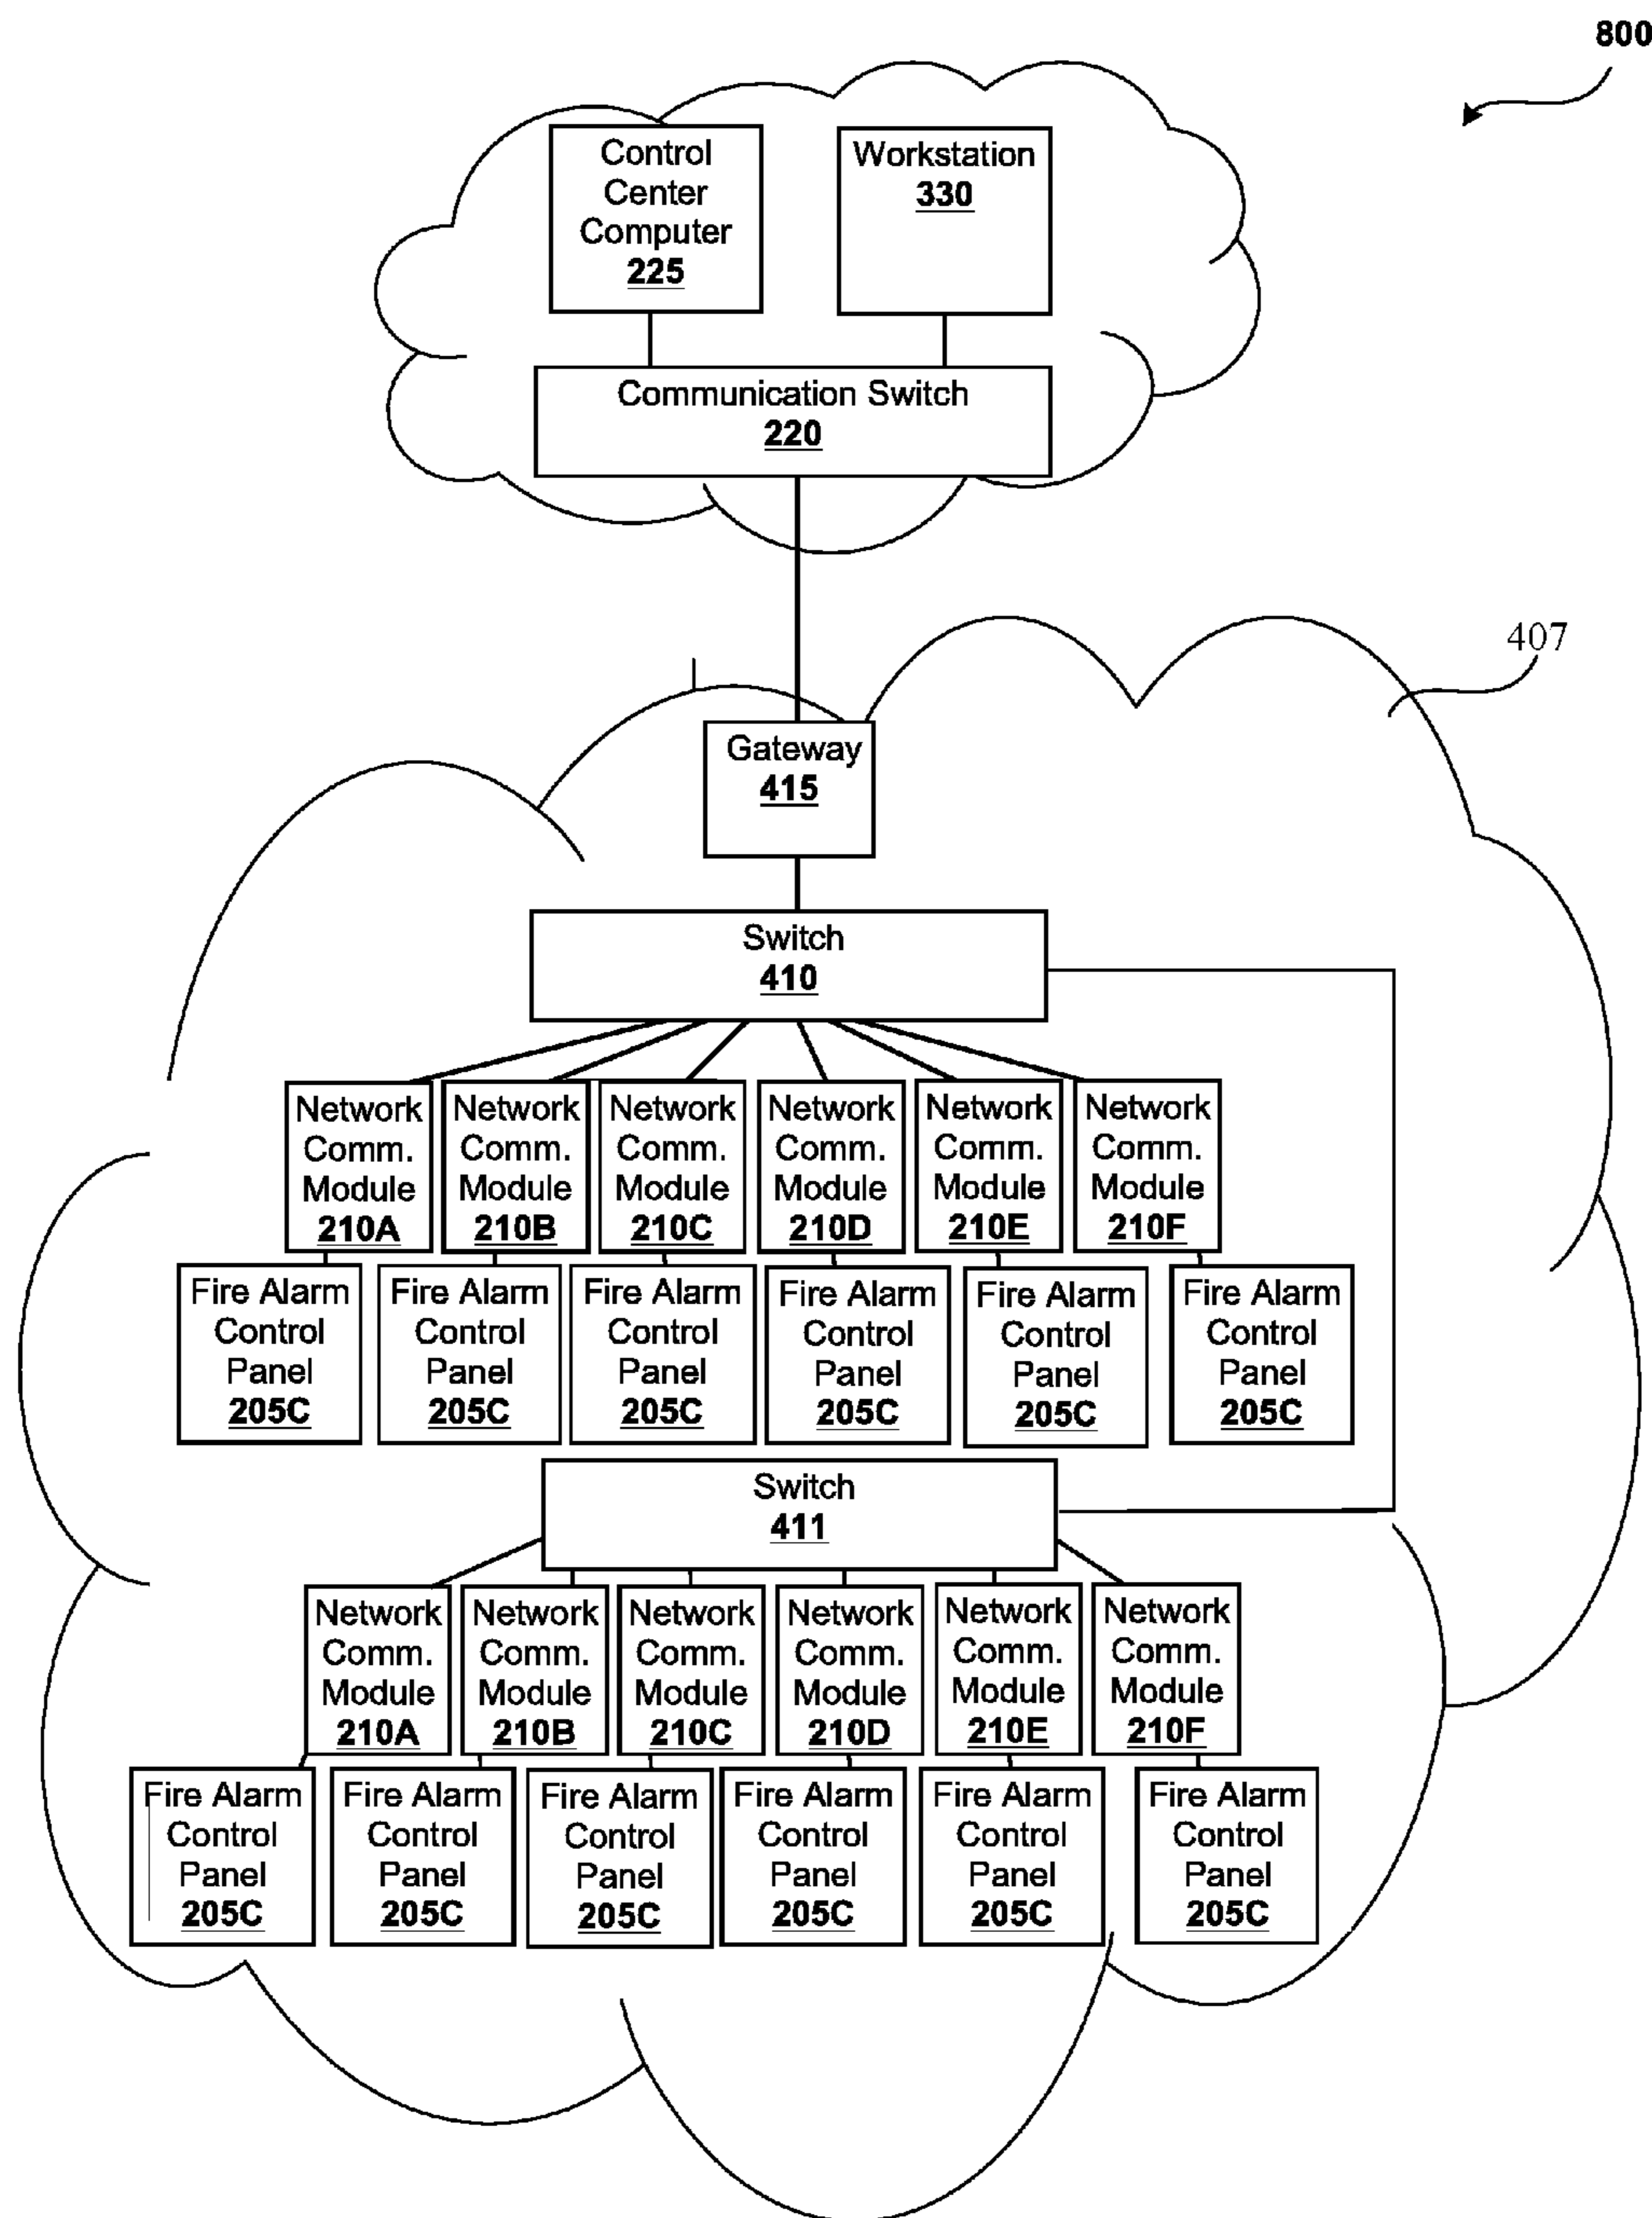 800
Control
Center
Computer
225
Workstation
330
Communication Switch
220
407
Gateway
415
Switch
410
Network
Comm.
Module
210A
Network
Comm.
Module
210B
Network
Comm.
Module
210C
Network
Comm.
Module
210D
Network
Comm.
Module
210E
Network
Comm.
Module
210F
Fire Alarm
Control
Panel
205C
Fire Alarm
Control
Panel
205C
Fire Alarm
Control
Panel
205C
Fire Alarm
Control
Panel
205C
Fire Alarm
Control
Panel
205C
Fire Alarm
Control
Panel
205C
Switch
411
Network
Comm.
Module
210A
Network
Comm.
Module
210B
Network
Comm.
Module
210C
Network
Comm.
Module
210D
Network
Comm.
Module
210E
Network
Comm.
Module
210F
Fire Alarm
Control
Panel
205C
Fire Alarm
Control
Panel
205C
Fire Alarm
Control
Panel
205C
Fire Alarm
Control
Panel
205C
Fire Alarm
Control
Panel
205C
Fire Alarm
Control
Panel
205C